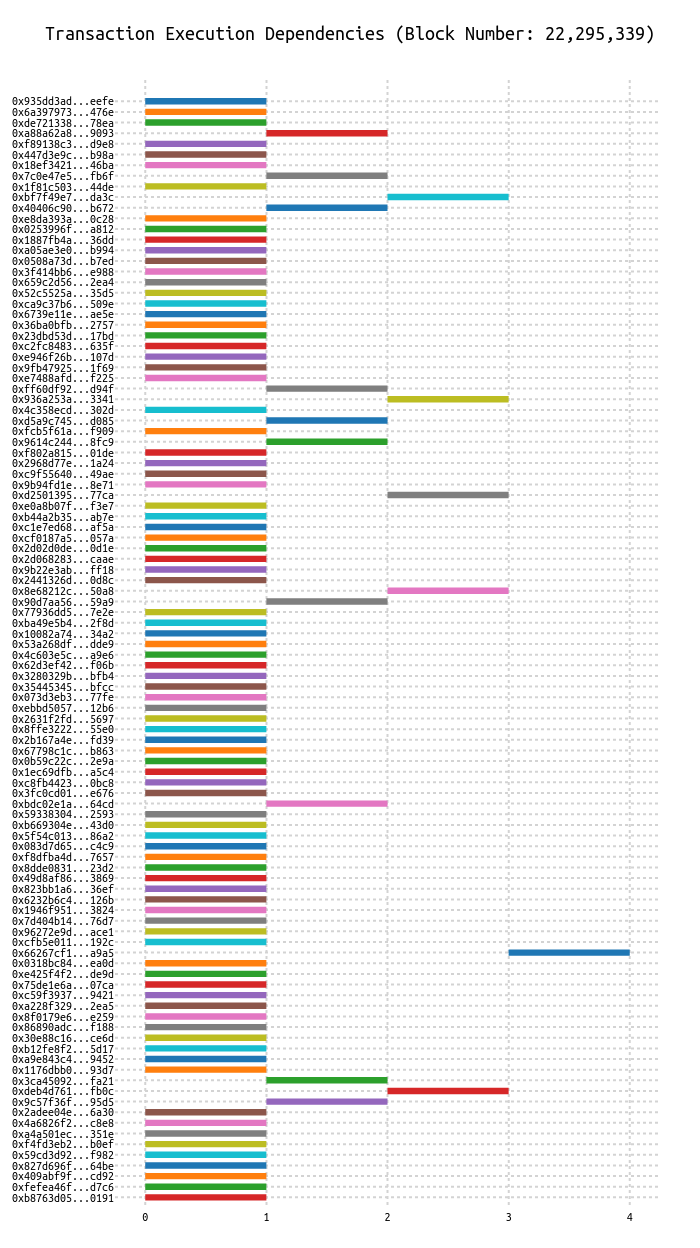 Transaction Execution Dependencies (Block Number: 22,295,339)
0x935dd3ad...eefe
0x6a397973...476e
0xde721338...78ea
0xa88a62a8...9093
0xf89138c3...d9e8
0x447d3e9c...b98a
0x18ef3421...46ba
0x7c0e47e5...fb6f
0x1f81c503...44de
0xbf7f49e7...da3c
0x40406c90...b672
0xe8da393a...0c28
0x0253996f...a812
0x1887fb4a...36dd
0xa05ae3e0...b994
0x0508a73d...b7ed
0x3f414bb6...e988
0x659c2d56...2ea4
0x52c5525a...35d5
0xca9c37b6...509e
0x6739e11e...ae5e
0x36ba0bfb...2757
0x23dbd53d...17bd
0xc2fc8483...635f
0xe946f26b...107d
0x9fb47925...1f69
0xe7488afd...f225
0xff60df92...d94f
0x936a253a...3341
0x4c358ecd...302d
0xd5a9c745...d085
0xfcb5f61a...f909
0x9614c244...8fc9
0xf802a815...01de
0x2968d77e...1a24
0xc9f55640...49ae
0x9b94fd1e...8e71
0xd2501395...77ca
0xe0a8b07f...f3e7
0xb44a2b35...ab7e
0xc1e7ed68...af5a
0xcf0187a5...057a
0x2d02d0de...0d1e
0x2d068283...caae
0x9b22e3ab...ff18
0x2441326d...0d8c
0x8e68212c...50a8
0x90d7aa56...59a9
0x77936dd5...7e2e
0xba49e5b4...2f8d
0x10082a74...34a2
0x53a268df...dde9
0x4c603e5c...a9e6
0x62d3ef42...f06b
0x3280329b...bfb4
0x35445345...bfcc
0x073d3eb3...77fe
0xebbd5057...12b6
0x2631f2fd...5697
0x8ffe3222...55e0
0x2b167a4e...fd39
0x67798c1c...b863
0x0b59c22c...2e9a
0x1ec69dfb...a5c4
0xc8fb4423...0bc8
0x3fc0cd01...e676
0xbdc02e1a...64cd
0x59338304...2593
0xb669304e...43d0
0x5f54c013...86a2
0x083d7d65...c4c9
0xf8dfba4d...7657
0x8dde0831...23d2
0x49d8af86...3869
0x823bb1a6...36ef
0x6232b6c4...126b
0x1946f951...3824
0x7d404b14...76d7
0x96272e9d...ace1
0xcfb5e011...192c
0x66267cf1...a9a5
0x0318bc84...ea0d
0xe425f4f2...de9d
0x75de1e6a...07ca
0xc59f3937...9421
0xa228f329...2ea5
0x8f0179e6...e259
0x86890adc...f188
0x30e88c16...ce6d
0xb12fe8f2...5d17
0xa9e843c4...9452
0x1176dbb0...93d7
0x3ca45092...fa21
0xdeb4d761...fb0c
0x9c57f36f...95d5
0x2adee04e...6a30
0x4a6826f2...c8e8
0xa4a501ec...351e
0xf4fd3eb2...b0ef
0x59cd3d92...f982
0x827d696f...64be
0x409abf9f...cd92
0xfefea46f...d7c6
0xb8763d05...0191
0 1 2 3 4